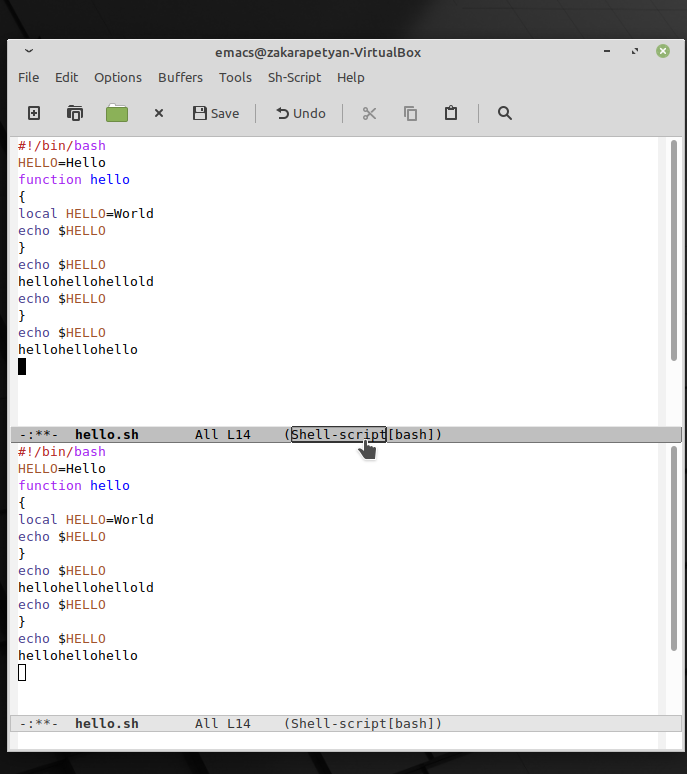 emacs@zakarapetyan-VirtualBox
File Edit Options Buffers Tools Sh-Script Help
Save Undo
#!/bin/bash
HELLO=Hello
function hello
{
local HELLO=World
echo $HELLO
}
echo $HELLO
hellohellohellold
echo $HELLO
}
echo $HELLO
hellohellohello
-:**-  hello.sh       All L14    (Shell-script[bash])
#!/bin/bash
HELLO=Hello
function hello
{
local HELLO=World
echo $HELLO
}
echo $HELLO
hellohellohellold
echo $HELLO
}
echo $HELLO
hellohellohello
-:**-  hello.sh       All L14    (Shell-script[bash])